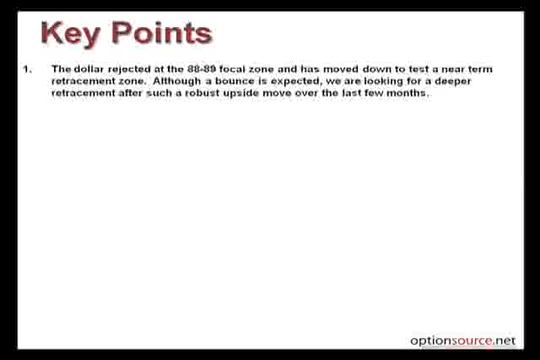 Key Points
1. The dollar rejected at the 88-89 focal zone and has moved down to test a near term
retracement zone. Although a bounce is expected, we are looking for a deeper
retracement after such a robust upside move over the last few months.
optionsource.net